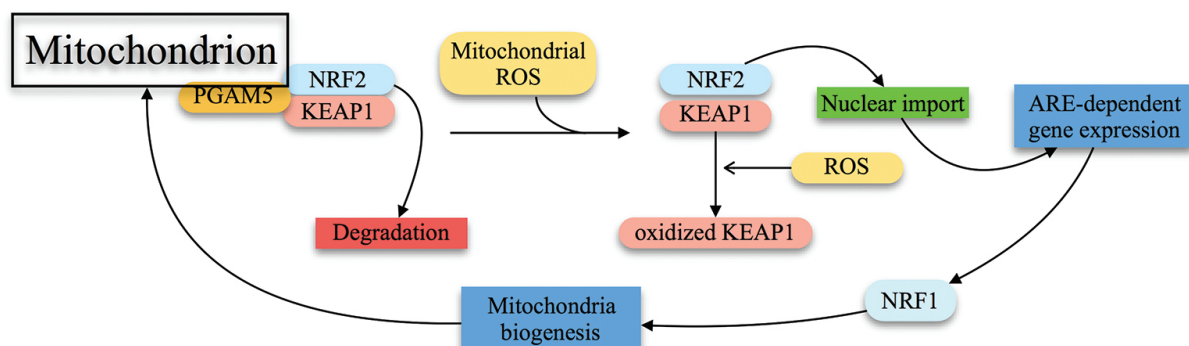 Mitochondrion
PGAM5
NRF2
KEAP1
Degradation
Mitochondrial
ROS
NRF2
KEAP1
ROS
oxidized KEAP1
Nuclear import
ARE-dependent
gene expression
NRF1
Mitochondria
biogenesis